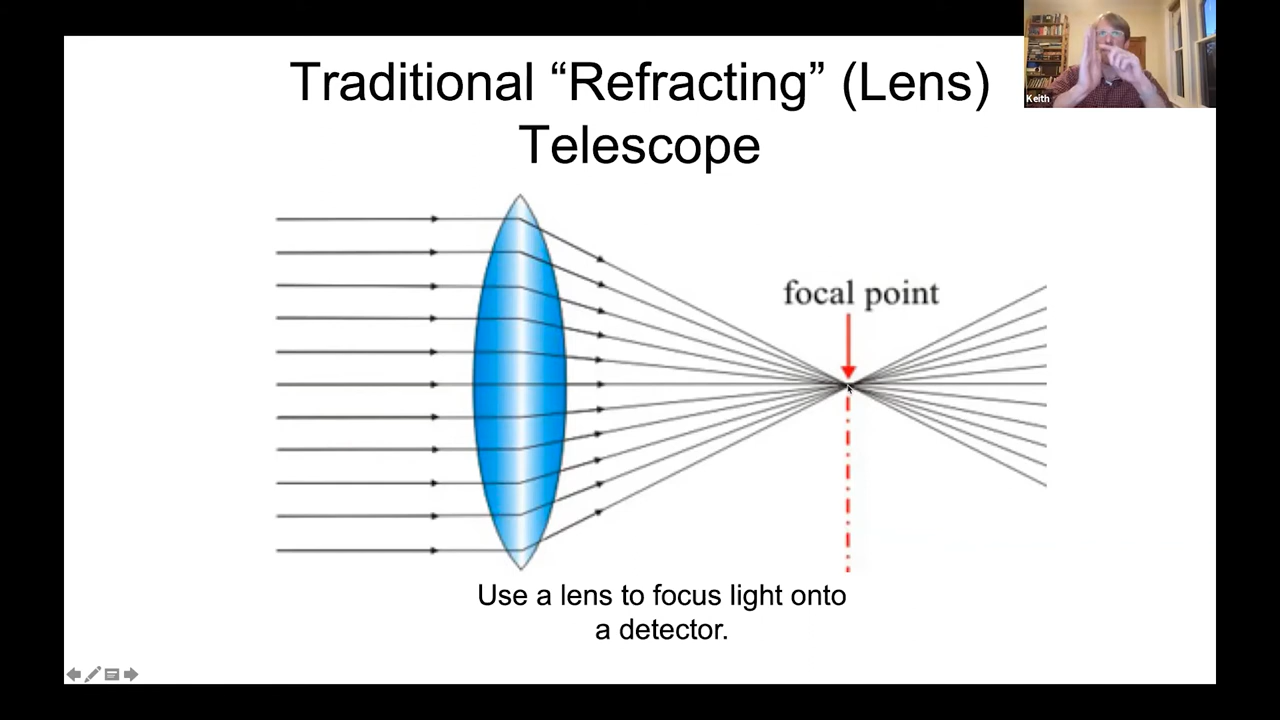 Traditional “Refracting” (Lens)
Telescope
Keith
focal point
Use a lens to focus light onto
a detector.